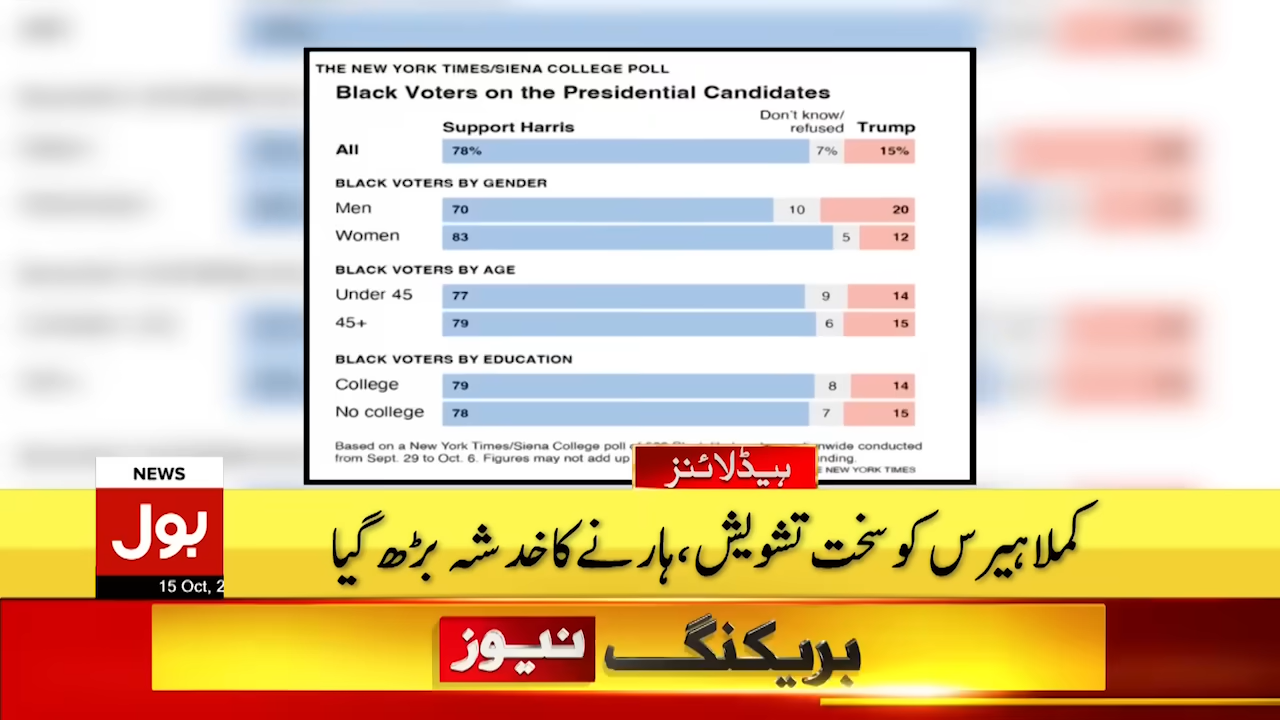 THE NEW YORK TIMES/SIENA COLLEGE POLL
Black Voters on the Presidential Candidates
Support Harris Don't know/ refused Trump
All 78% 7% 15%
BLACK VOTERS BY GENDER
Men 70 10 20
Women 83 5 12
BLACK VOTERS BY AGE
Under 45 77 9 14
45+ 79 6 15
BLACK VOTERS BY EDUCATION
College 79 8 14
No college 78 7 15
Based on a New York Times/Siena College poll conducted
from Sept. 29 to Oct. 6. Figures may not add up
NEW YORK TIMES
ہیڈلائنز
NEWS
بول
15 Oct, 2
کملا ہیرس کو سخت تشویش، ہارنے کا خدشہ بڑھ گیا
بریکنگ نیوز